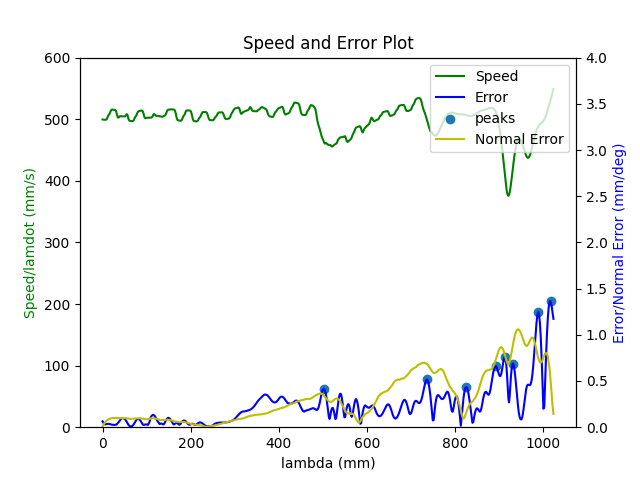 Speed and Error Plot
Speed
Error
peaks
Normal Error
Speed/lamdot (mm/s)
600
500
400
300
200
100
0
4.0
3.5
3.0
2.5
2.0
1.5
1.0
0.5
0.0
Error/Normal Error (mm/deg)
0
200
400
600
800
1000
lambda (mm)